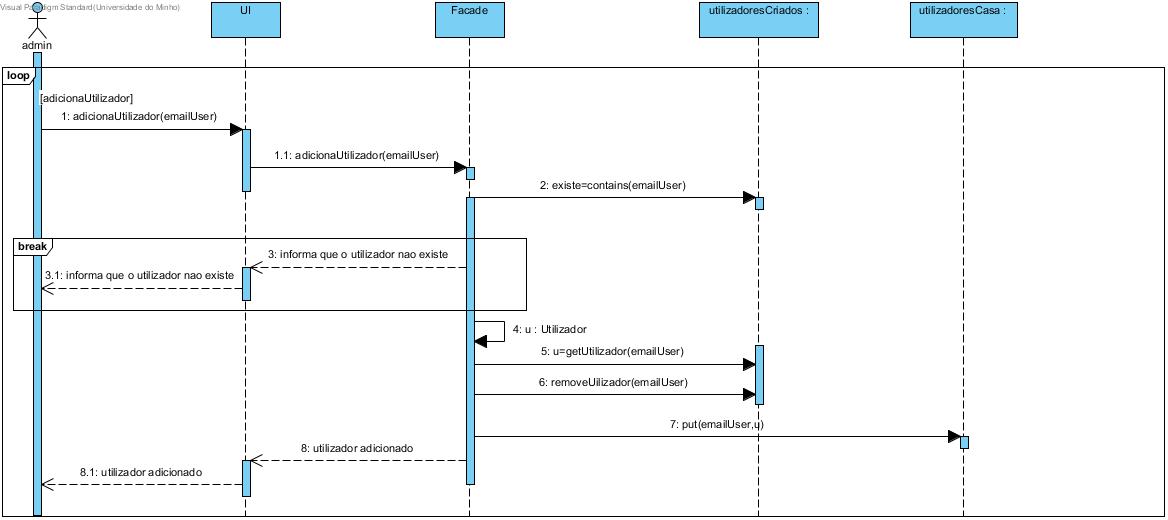 Visual Paradigm Standard(Universidade do Minho)
admin
UI
Facade
utilizadoresCriados :
utilizadoresCasa :
loop
[adicionaUtilizador]
1: adicionaUtilizador(emailUser)
1.1: adicionaUtilizador(emailUser)
2: existe=contains(emailUser)
break
3: informa que o utilizador nao existe
3.1: informa que o utilizador nao existe
4: u : Utilizador
5: u=getUtilizador(emailUser)
6: removeUilizador(emailUser)
7: put(emailUser,u)
8: utilizador adicionado
8.1: utilizador adicionado